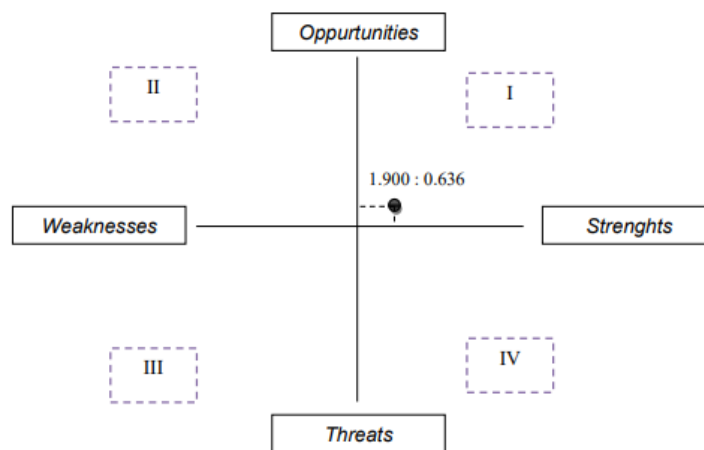 Oppurtunities
II
I
1.900 : 0.636
Weaknesses
Strenghts
III
IV
Threats